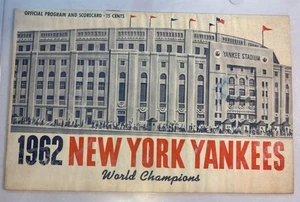 OFFICIAL PROGRAM AND SCORECARD · 15 CENTS
YANKEE STADIUM
1962 NEW YORK YANKEES
World Champions